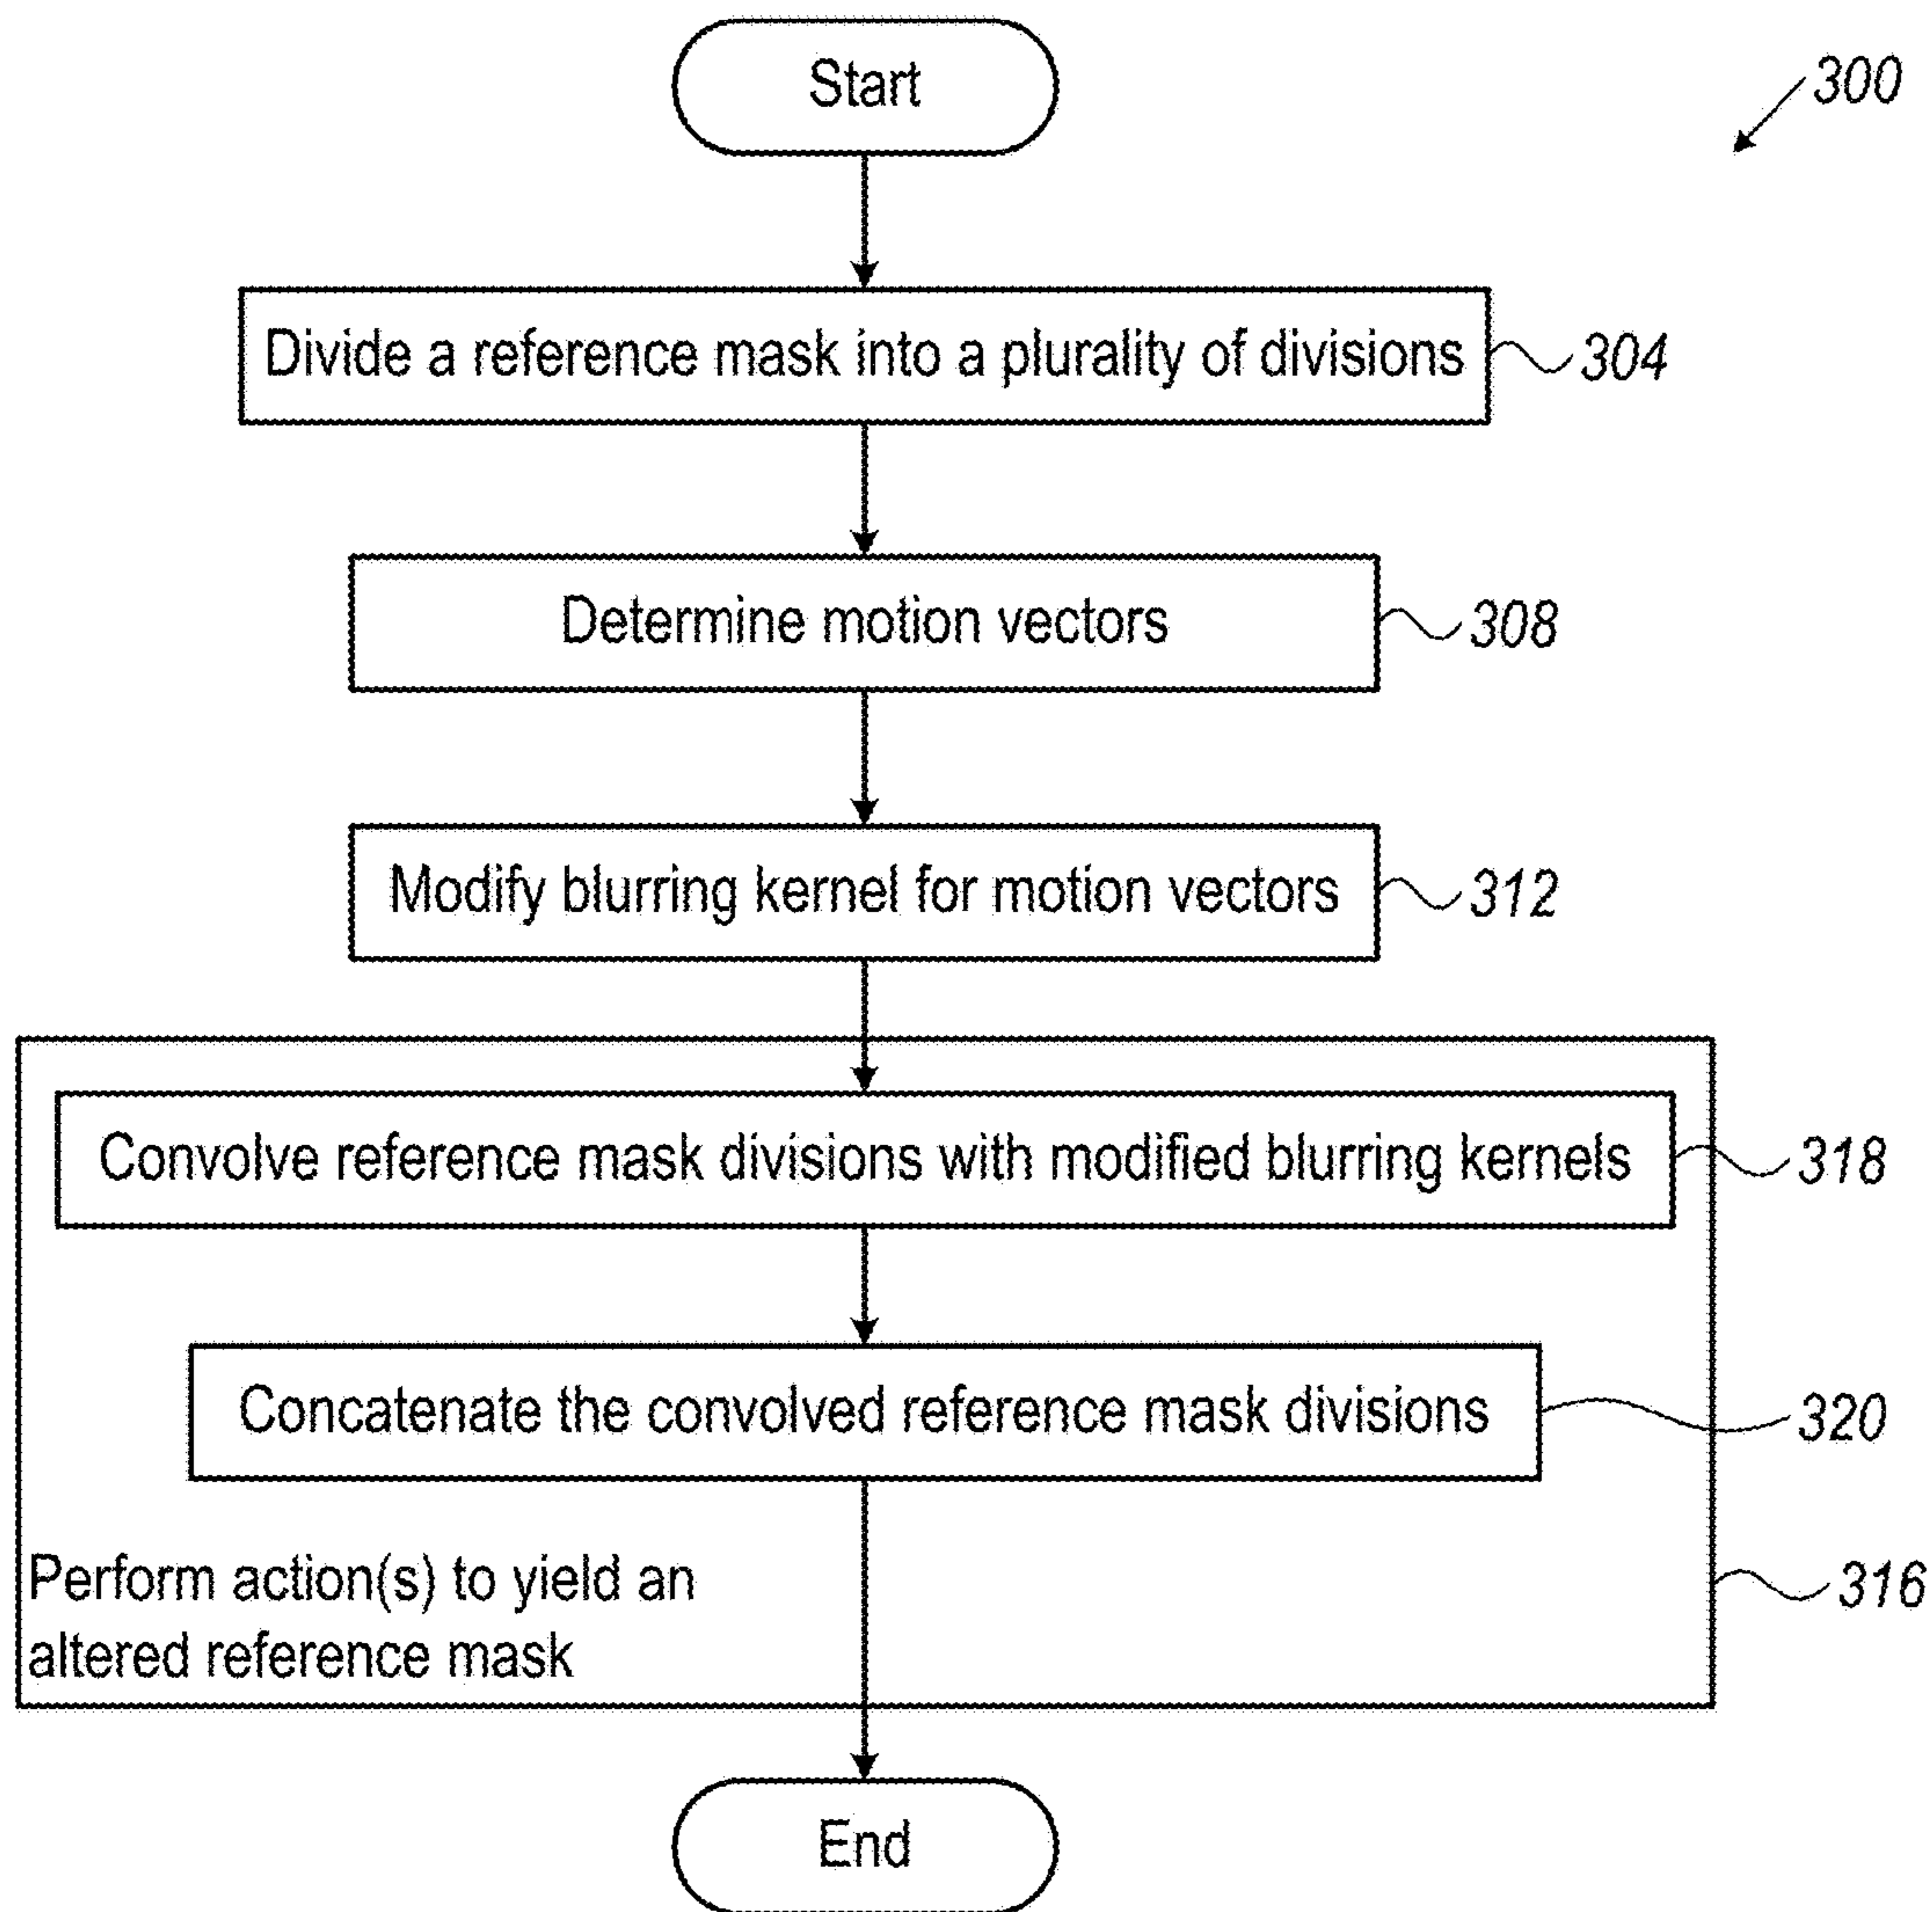 Start
300
Divide a reference mask into a plurality of divisions
304
Determine motion vectors
308
Modify blurring kernel for motion vectors
312
Convolve reference mask divisions with modified blurring kernels
318
Concatenate the convolved reference mask divisions
320
Perform action(s) to yield an
altered reference mask
316
End